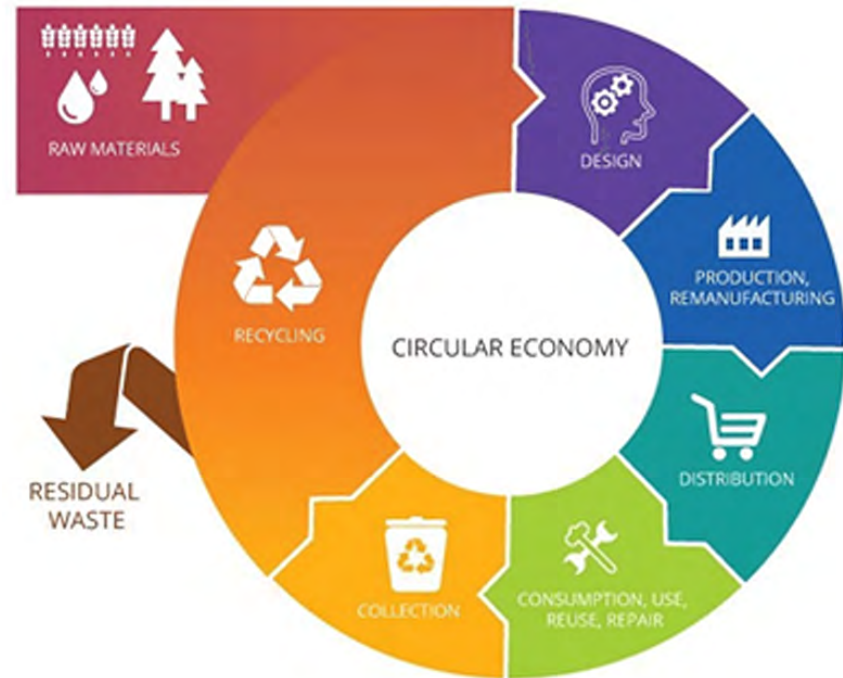 RAW MATERIALS
DESIGN
PRODUCTION,
REMANUFACTURING
RECYCLING
CIRCULAR ECONOMY
DISTRIBUTION
RESIDUAL
WASTE
COLLECTION
CONSUMPTION, USE,
REUSE, REPAIR